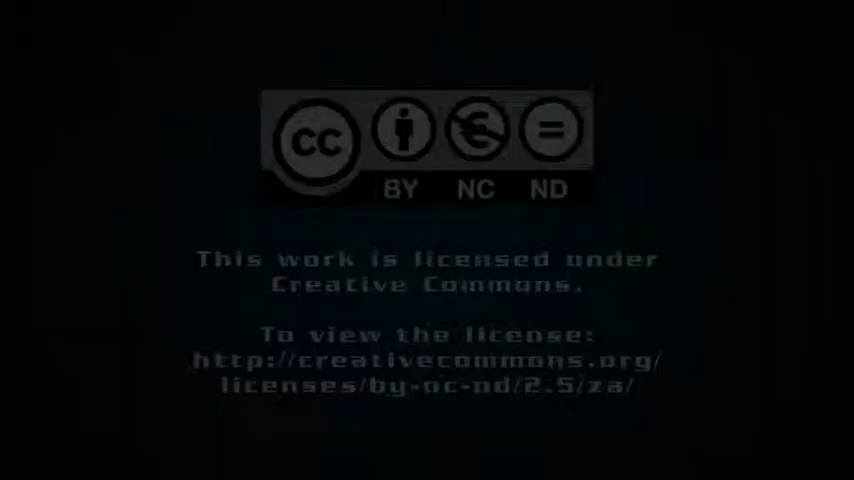 CC
BY NC ND
This work is licensed under
Creative Commons.
To view the license:
http://creativecommons.org/
licenses/by-nc-nd/2.5/za/